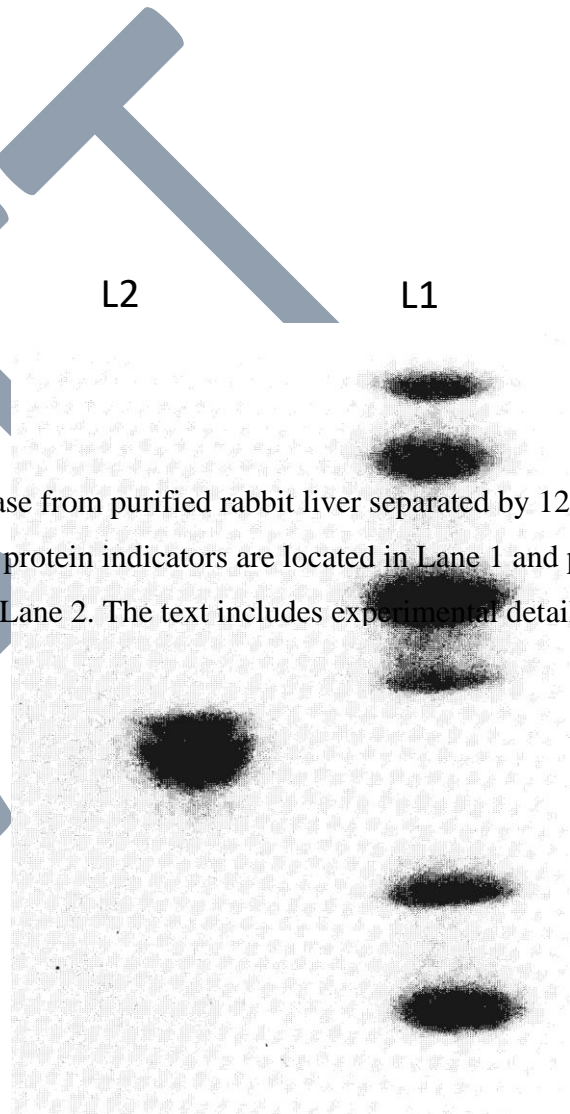 L2 L1
ase from purified rabbit liver separated by 12
protein indicators are located in Lane 1 and p
Lane 2. The text includes experimental detail